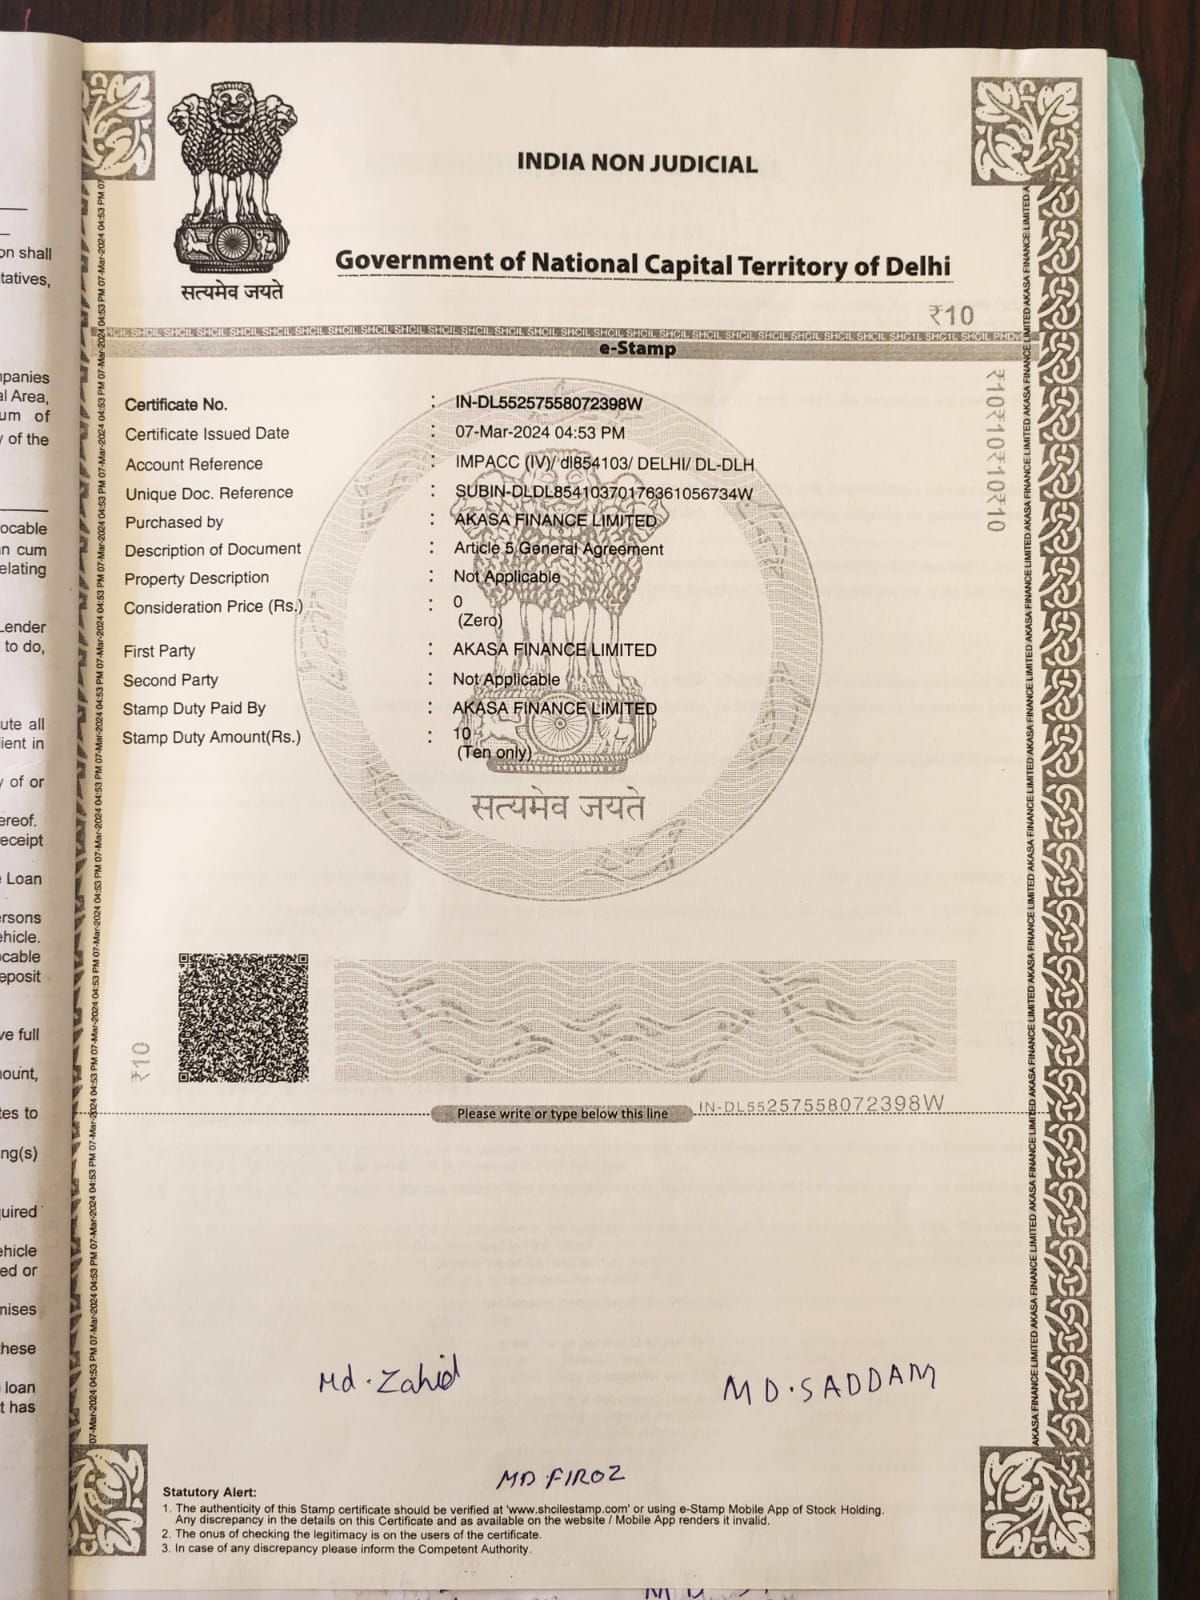 INDIA NON JUDICIAL
Government of National Capital Territory of Delhi
सत्यमेव जयते
₹10
e-Stamp
Certificate No. : IN-DL55257558072398W
Certificate Issued Date : 07-Mar-2024 04:53 PM
Account Reference : IMPACC (IV)/ dl854103/ DELHI/ DL-DLH
Unique Doc. Reference : SUBIN-DLDL85410370176361056734W
Purchased by : AKASA FINANCE LIMITED
Description of Document : Article 5 General Agreement
Property Description : Not Applicable
Consideration Price (Rs.) : 0
(Zero)
First Party : AKASA FINANCE LIMITED
Second Party : Not Applicable
Stamp Duty Paid By : AKASA FINANCE LIMITED
Stamp Duty Amount(Rs.) : 10
(Ten only)
सत्यमेव जयते
₹10₹10₹10₹10
₹10
Please write or type below this line
IN-DL55257558072398W
Md. Zahid
MD. SADDAM
MD FIROZ
Statutory Alert:
1. The authenticity of this Stamp certificate should be verified at 'www.shcilestamp.com' or using e-Stamp Mobile App of Stock Holding.
Any discrepancy in the details on this Certificate and as available on the website / Mobile App renders it invalid.
2. The onus of checking the legitimacy is on the users of the certificate.
3. In case of any discrepancy please inform the Competent Authority.